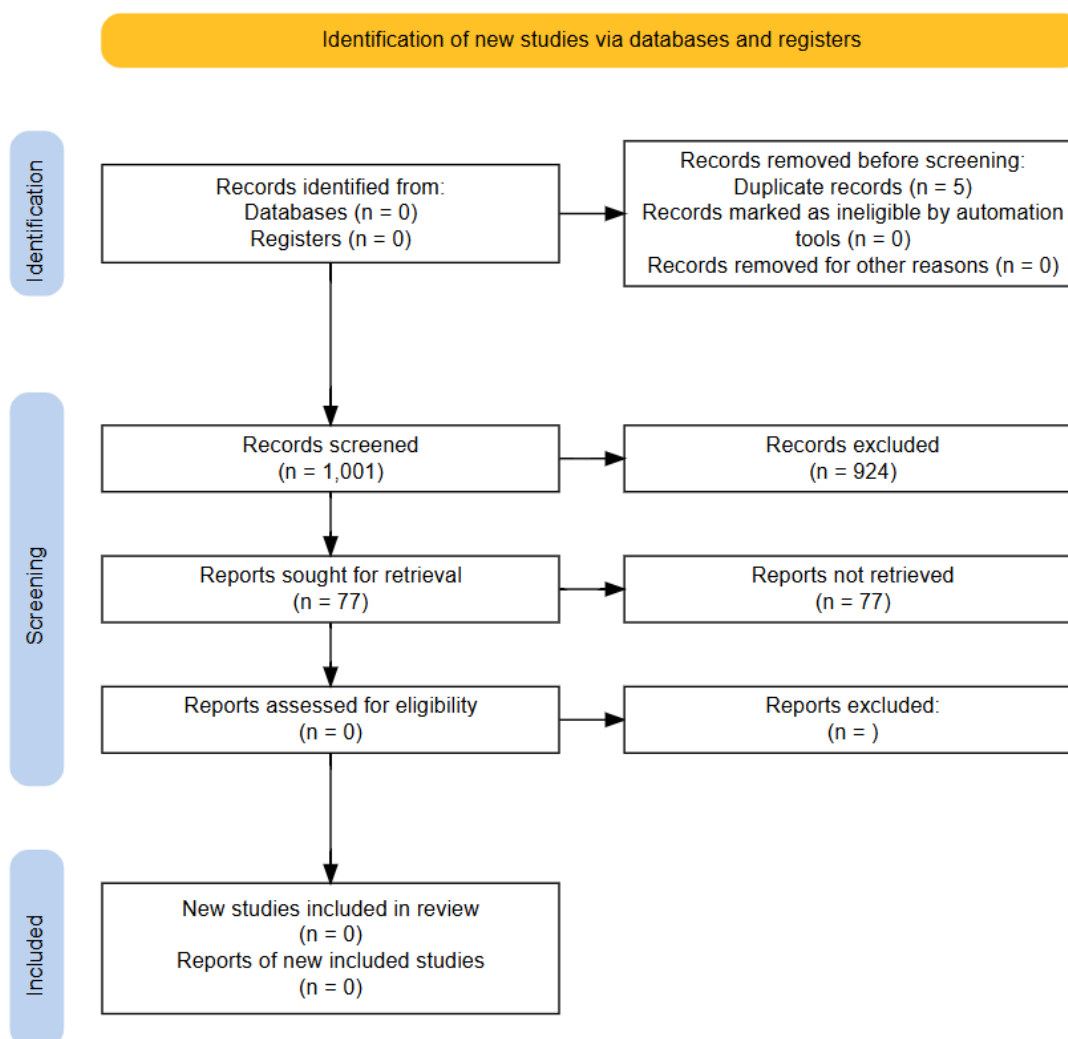 Identification of new studies via databases and registers
Identification
Records identified from:
Databases (n = 0)
Registers (n = 0)
Records removed before screening:
Duplicate records (n = 5)
Records marked as ineligible by automation
tools (n = 0)
Records removed for other reasons (n = 0)
Screening
Records screened
(n = 1,001)
Records excluded
(n = 924)
Reports sought for retrieval
(n = 77)
Reports not retrieved
(n = 77)
Reports assessed for eligibility
(n = 0)
Reports excluded:
(n = )
Included
New studies included in review
(n = 0)
Reports of new included studies
(n = 0)